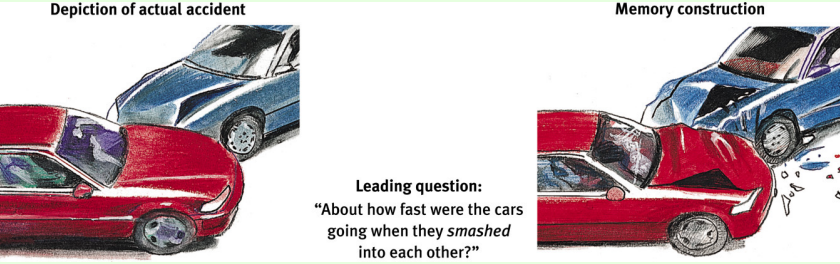 Depiction of actual accident
Leading question:
“About how fast were the cars
going when they smashed
into each other?”
Memory construction